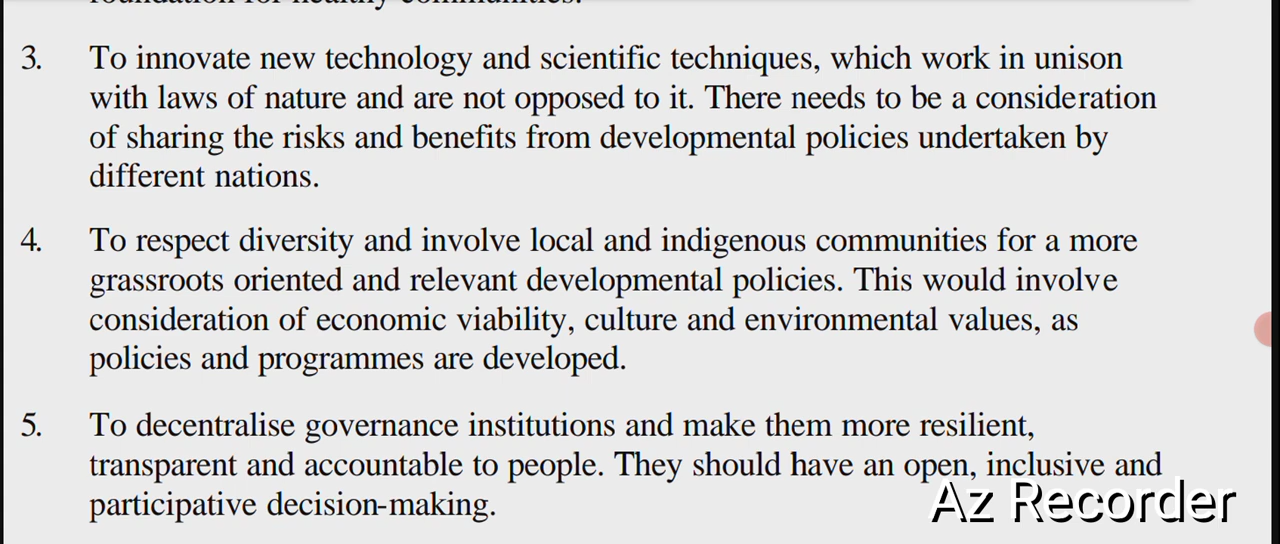 foundation for healthy communities.
3. To innovate new technology and scientific techniques, which work in unison
with laws of nature and are not opposed to it. There needs to be a consideration
of sharing the risks and benefits from developmental policies undertaken by
different nations.
4. To respect diversity and involve local and indigenous communities for a more
grassroots oriented and relevant developmental policies. This would involve
consideration of economic viability, culture and environmental values, as
policies and programmes are developed.
5. To decentralise governance institutions and make them more resilient,
transparent and accountable to people. They should have an open, inclusive and
participative decision-making.
Az Recorder